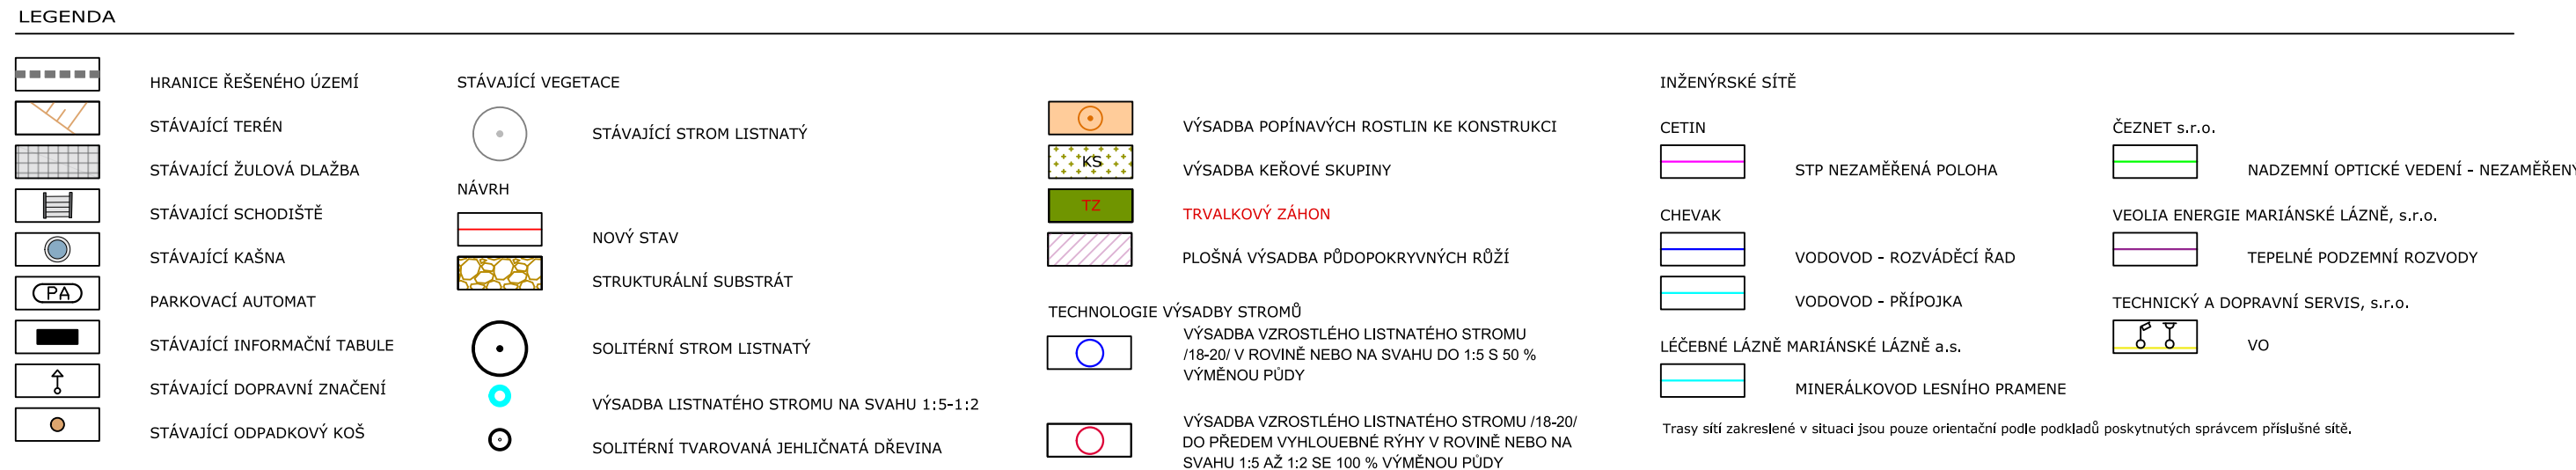 LEGENDA
HRANICE ŘEŠENÉHO ÚZEMÍ
STÁVAJÍCÍ TERÉN
STÁVAJÍCÍ ŽULOVÁ DLAŽBA
STÁVAJÍCÍ SCHODIŠTĚ
STÁVAJÍCÍ KAŠNA
PA
PARKOVACÍ AUTOMAT
STÁVAJÍCÍ INFORMAČNÍ TABULE
STÁVAJÍCÍ DOPRAVNÍ ZNAČENÍ
STÁVAJÍCÍ ODPADKOVÝ KOŠ
STÁVAJÍCÍ VEGETACE
STÁVAJÍCÍ STROM LISTNATÝ
NÁVRH
NOVÝ STAV
STRUKTURÁLNÍ SUBSTRÁT
SOLITÉRNÍ STROM LISTNATÝ
VÝSADBA LISTNATÉHO STROMU NA SVAHU 1:5-1:2
SOLITÉRNÍ TVAROVANÁ JEHLIČNATÁ DŘEVINA
VÝSADBA POPÍNAVÝCH ROSTLIN KE KONSTRUKCI
KS
VÝSADBA KEŘOVÉ SKUPINY
TZ
TRVALKOVÝ ZÁHON
PLOŠNÁ VÝSADBA PŮDOPOKRYVNÝCH RŮŽÍ
TECHNOLOGIE VÝSADBY STROMŮ
VÝSADBA VZROSTLÉHO LISTNATÉHO STROMU
/18-20/ V ROVINĚ NEBO NA SVAHU DO 1:5 S 50 %
VÝMĚNOU PŮDY
VÝSADBA VZROSTLÉHO LISTNATÉHO STROMU /18-20/
DO PŘEDEM VYHLOUEBNÉ RÝHY V ROVINĚ NEBO NA
SVAHU 1:5 AŽ 1:2 SE 100 % VÝMĚNOU PŮDY
INŽENÝRSKÉ SÍTĚ
CETIN
STP NEZAMĚŘENÁ POLOHA
CHEVAK
VODOVOD - ROZVÁDĚCÍ ŘAD
VODOVOD - PŘÍPOJKA
LÉČEBNÉ LÁZNĚ MARIÁNSKÉ LÁZNĚ a.s.
MINERÁLKOVOD LESNÍHO PRAMENE
ČEZNET s.r.o.
NADZEMNÍ OPTICKÉ VEDENÍ - NEZAMĚŘENÝ
VEOLIA ENERGIE MARIÁNSKÉ LÁZNĚ, s.r.o.
TEPELNÉ PODZEMNÍ ROZVODY
TECHNICKÝ A DOPRAVNÍ SERVIS, s.r.o.
VO
Trasy sítí zakreslené v situaci jsou pouze orientační podle podkladů poskytnutých správcem příslušné sítě.